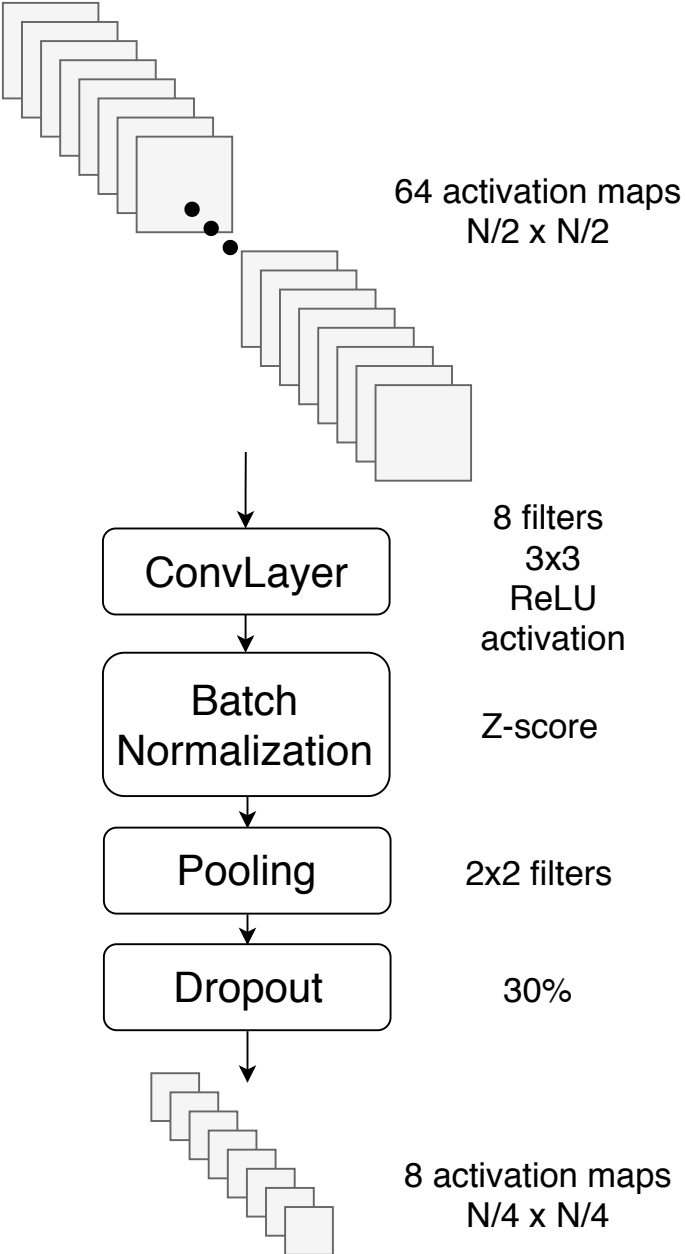 64 activation maps
N/2 x N/2
ConvLayer
8 filters
3x3
ReLU
activation
Batch
Normalization
Z-score
Pooling
2x2 filters
Dropout
30%
8 activation maps
N/4 x N/4